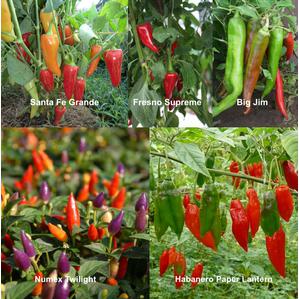 Santa Fe Grande
Fresno Supreme
Big Jim
Numex Twilight
Habanero Paper Lantern